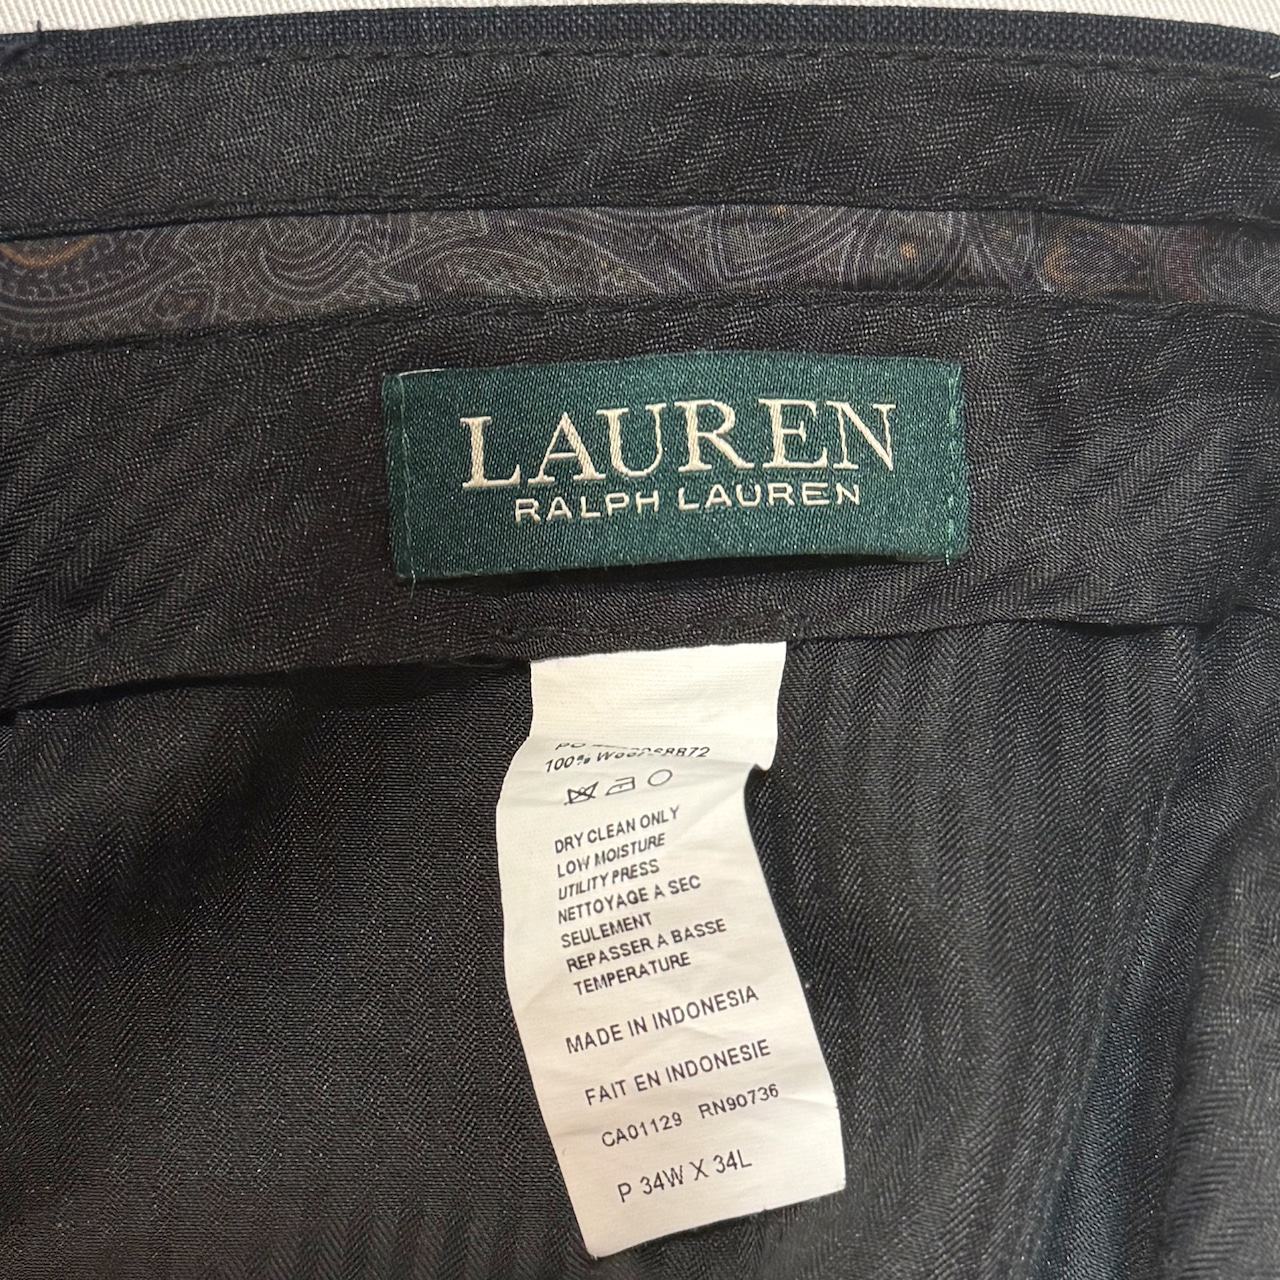 LAUREN
RALPH LAUREN
100%
DRY CLEAN ONLY
LOW MOISTURE
UTILITY PRESS
NETTOYAGE A SEC
SEULEMENT
REPASSER A BASSE
TEMPERATURE
MADE IN INDONESIA
FAIT EN INDONESIE
CA01129 RN90736
P 34W X 34L